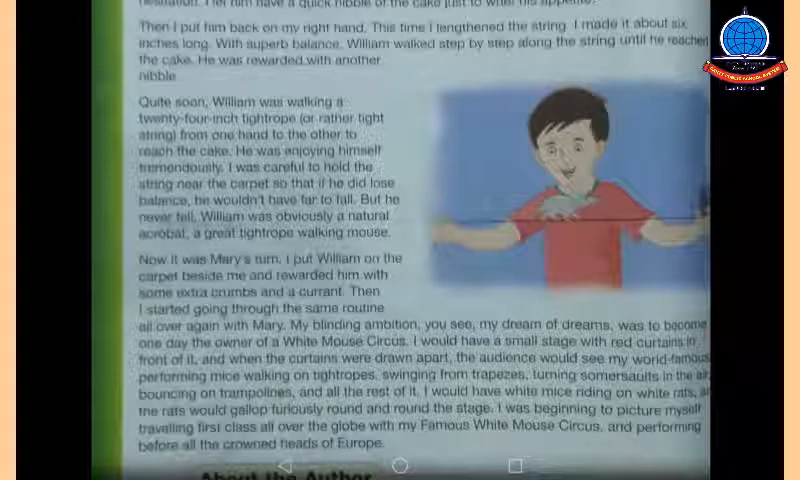 hesitation. I let him have a quick nibble of the cake just to whet his appetite.
Then I put him back on my right hand. This time I lengthened the string. I made it about six
inches long. With superb balance, William walked step by step along the string until he reached
the cake. He was rewarded with another
nibble.
Quite soon, William was walking a
twenty-four-inch tightrope (or rather tight
string) from one hand to the other to
reach the cake. He was enjoying himself
tremendously. I was careful to hold the
string near the carpet so that if he did lose
balance, he wouldn't have far to fall. But he
never fell. William was obviously a natural
acrobat, a great tightrope walking mouse.
Now it was Mary's turn. I put William on the
carpet beside me and rewarded him with
some extra crumbs and a currant. Then
I started going through the same routine
all over again with Mary. My blinding ambition, you see, my dream of dreams, was to become
one day the owner of a White Mouse Circus. I would have a small stage with red curtains in
front of it, and when the curtains were drawn apart, the audience would see my world-famous
performing mice walking on tightropes, swinging from trapezes, turning somersaults in the air,
bouncing on trampolines, and all the rest of it. I would have white mice riding on white rats,
the rats would gallop furiously round and round the stage. I was beginning to picture myself
travelling first class all over the globe with my Famous White Mouse Circus, and performing
before all the crowned heads of Europe.
About the Author